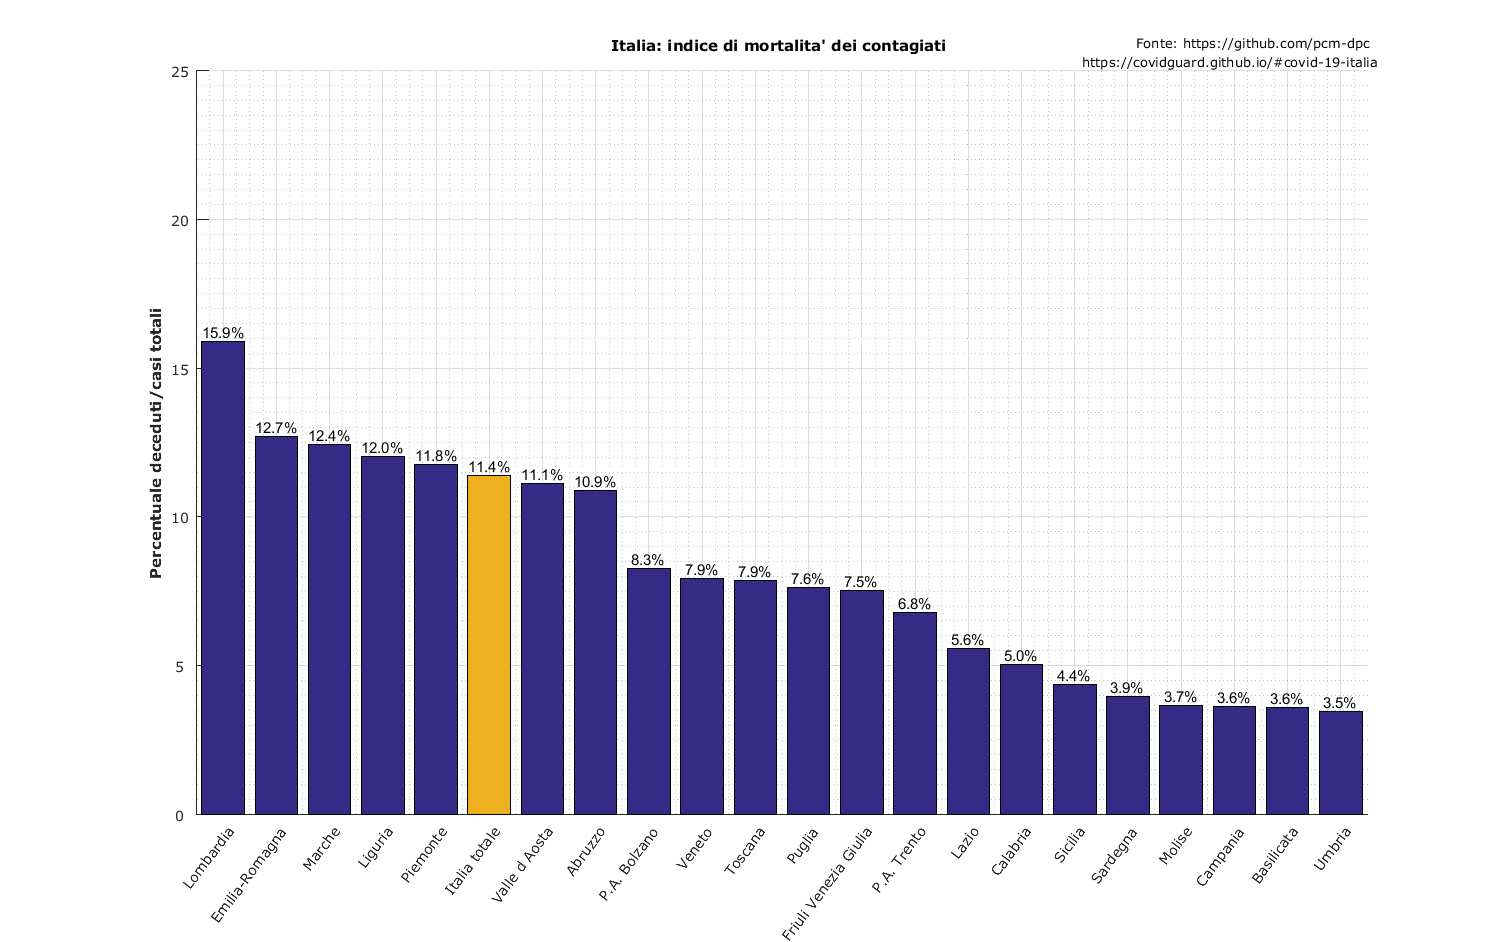 Italia: indice di mortalita' dei contagiati
Fonte: https://github.com/pcm-dpc
https://covidguard.github.io/#covid-19-italia
Percentuale deceduti/casi totali
25
20
15
10
5
0
15.9%
12.7%
12.4%
12.0%
11.8%
11.4%
11.1%
10.9%
8.3%
7.9%
7.9%
7.6%
7.5%
6.8%
5.6%
5.0%
4.4%
3.9%
3.7%
3.6%
3.6%
3.5%
Lombardia
Emilia-Romagna
Marche
Liguria
Piemonte
Italia totale
Valle d Aosta
Abruzzo
P.A. Bolzano
Veneto
Toscana
Puglia
Friuli Venezia Giulia
P.A. Trento
Lazio
Calabria
Sicilia
Sardegna
Molise
Campania
Basilicata
Umbria